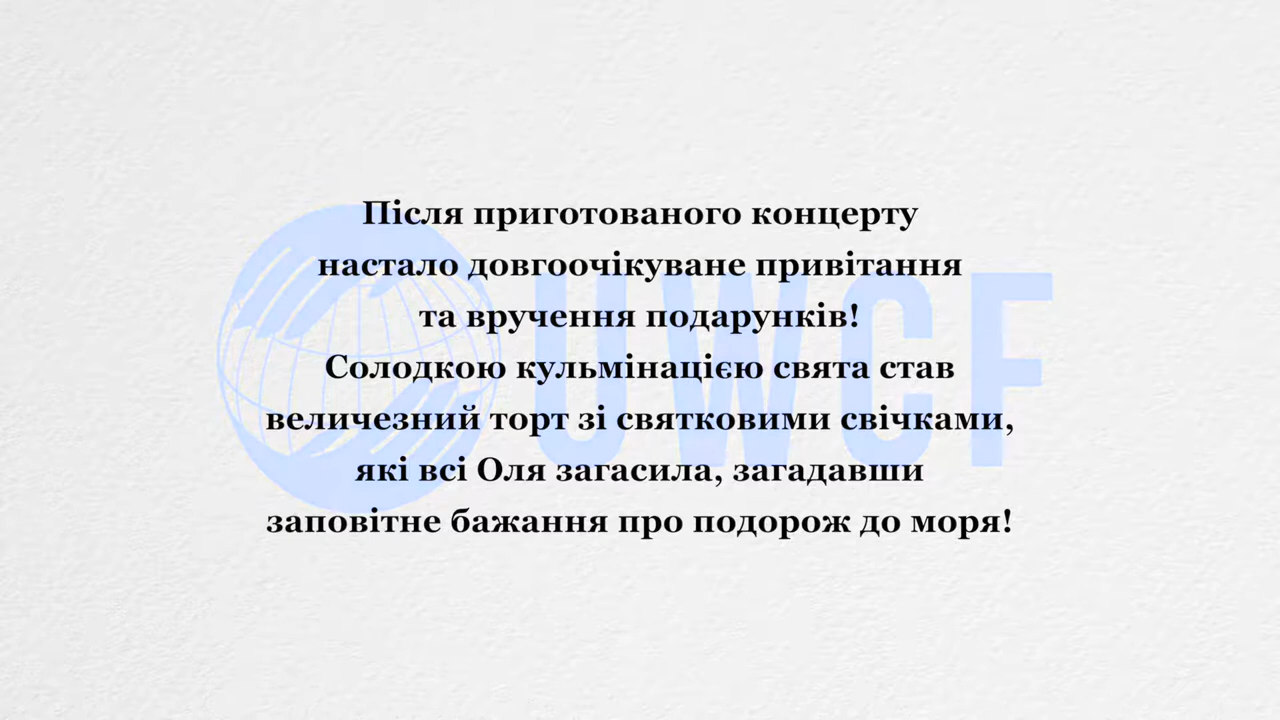 Після приготованого концерту
настало довгоочікуване привітання
та вручення подарунків!
Солодкою кульмінацією свята став
величезний торт зі святковими свічками,
які всі Оля загасила, загадавши
заповітне бажання про подорож до моря!
UWCF